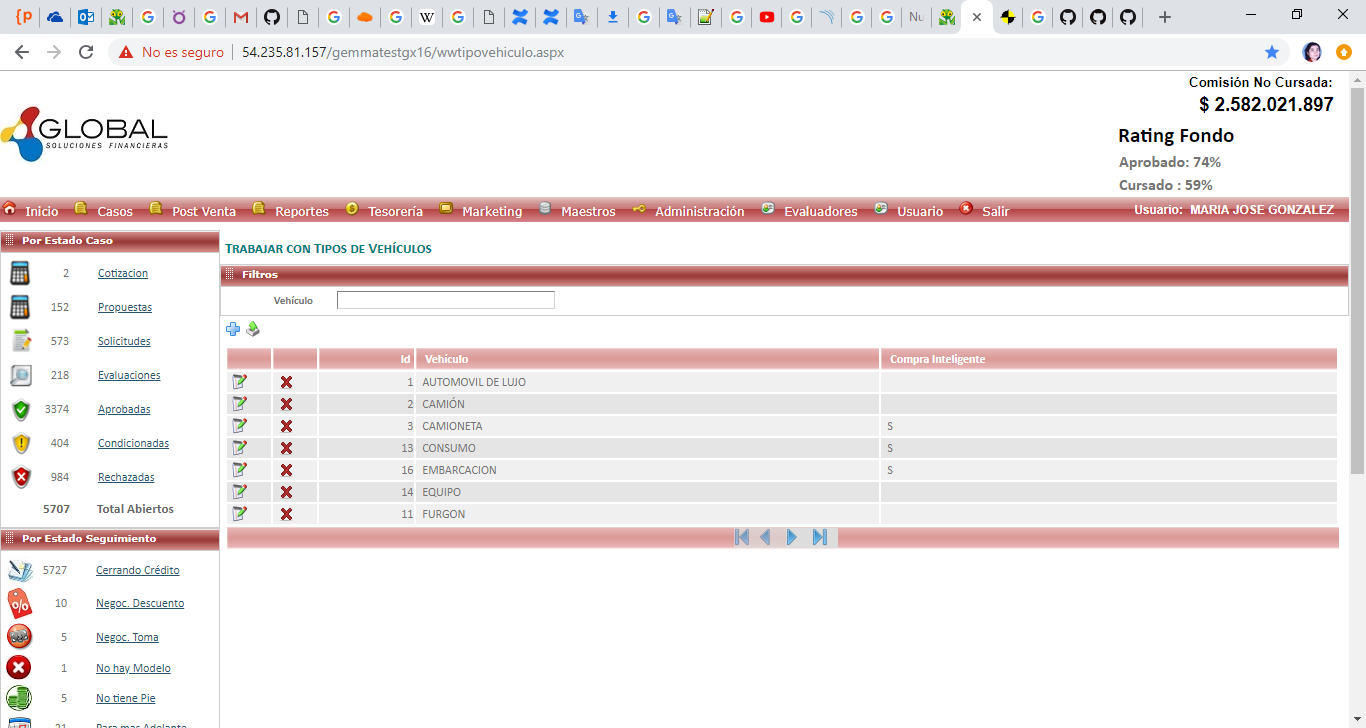 No es seguro
54.235.81.157/gemmatestgx16/wwtipovehiculo.aspx
Comisión No Cursada:
$ 2.582.021.897
GLOBAL
SOLUCIONES FINANCIERAS
Rating Fondo
Aprobado: 74%
Cursado : 59%
Inicio Casos Post Venta Reportes Tesorería Marketing Maestros Administración Evaluadores Usuario Salir Usuario: MARIA JOSE GONZALEZ
Por Estado Caso
2 Cotizacion
152 Propuestas
573 Solicitudes
218 Evaluaciones
3374 Aprobadas
404 Condicionadas
984 Rechazadas
5707 Total Abiertos
Por Estado Seguimiento
5727 Cerrando Crédito
10 Negoc. Descuento
5 Negoc. Toma
1 No hay Modelo
5 No tiene Pie
21 Para mas Adelante
TRABAJAR CON TIPOS DE VEHÍCULOS
Filtros
Vehículo
Id Vehículo Compra Inteligente
1 AUTOMOVIL DE LUJO
2 CAMIÓN
3 CAMIONETA S
13 CONSUMO S
16 EMBARCACION S
14 EQUIPO
11 FURGON